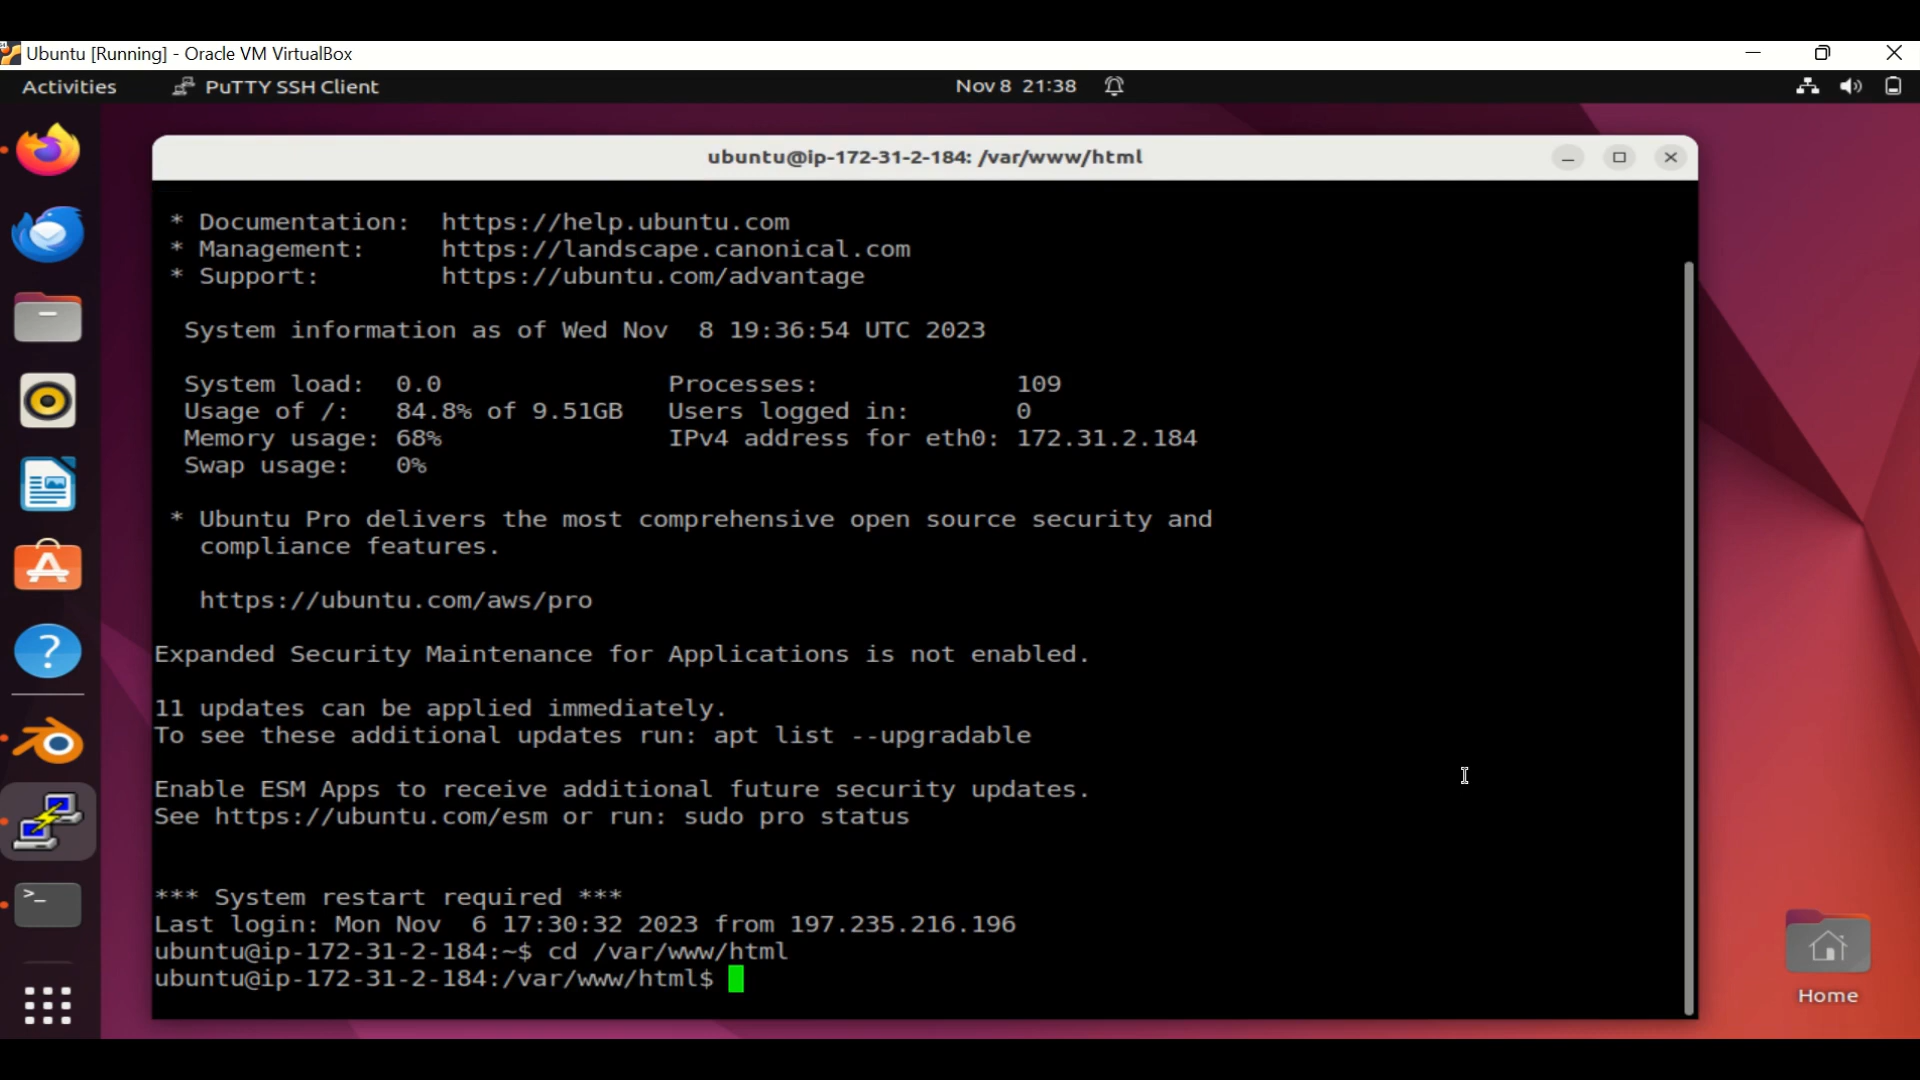 Ubuntu [Running] - Oracle VM VirtualBox
Activities PuTTY SSH Client Nov 8 21:38
ubuntu@ip-172-31-2-184: /var/www/html
* Documentation: https://help.ubuntu.com
* Management: https://landscape.canonical.com
* Support: https://ubuntu.com/advantage
System information as of Wed Nov 8 19:36:54 UTC 2023
System load: 0.0 Processes: 109
Usage of /: 84.8% of 9.51GB Users logged in: 0
Memory usage: 68% IPv4 address for eth0: 172.31.2.184
Swap usage: 0%
* Ubuntu Pro delivers the most comprehensive open source security and
compliance features.
https://ubuntu.com/aws/pro
Expanded Security Maintenance for Applications is not enabled.
11 updates can be applied immediately.
To see these additional updates run: apt list --upgradable
Enable ESM Apps to receive additional future security updates.
See https://ubuntu.com/esm or run: sudo pro status
*** System restart required ***
Last login: Mon Nov 6 17:30:32 2023 from 197.235.216.196
ubuntu@ip-172-31-2-184:~$ cd /var/www/html
ubuntu@ip-172-31-2-184:/var/www/html$
Home